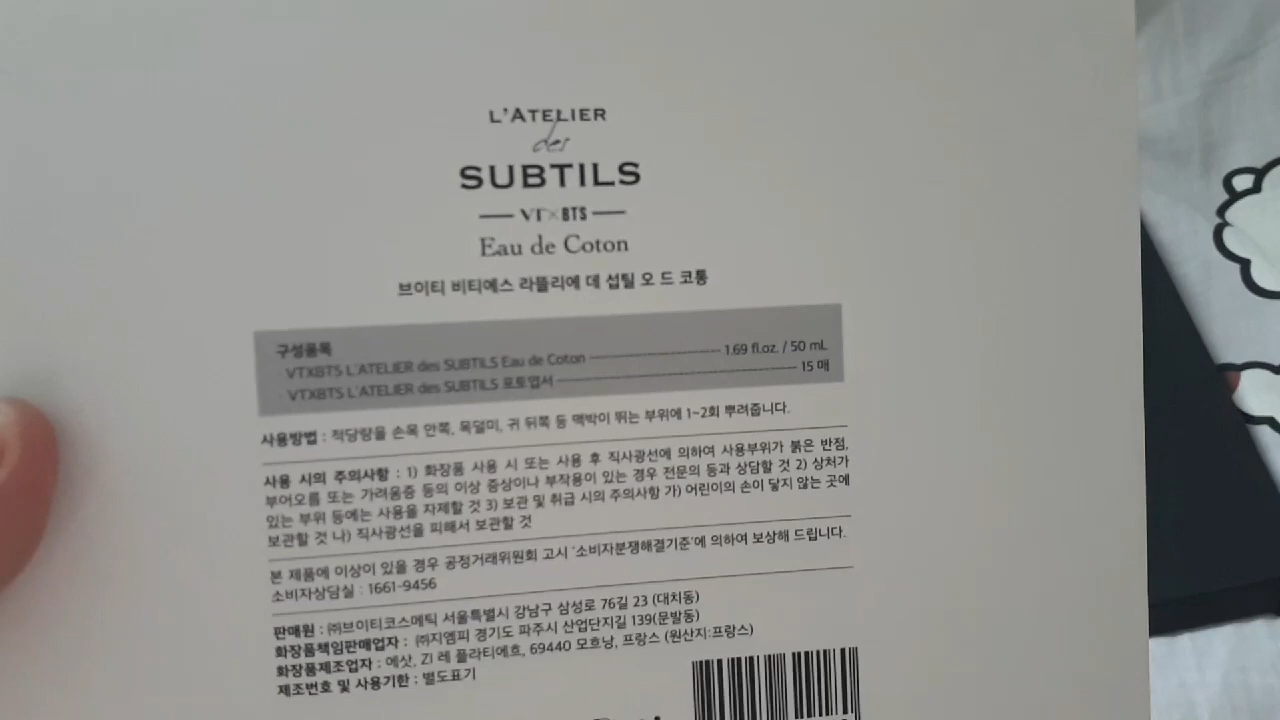 L'ATELIER
des
SUBTILS
VT×BTS
Eau de Coton
브이티 비티에스 라뜰리에 데 섭틸 오 드 코통
구성품목
VTXBTS L'ATELIER des SUBTILS Eau de Coton 1.69 fl.oz. / 50 mL
VTXBTS L'ATELIER des SUBTILS 포토엽서 15 매
사용방법 : 적당량을 손목 안쪽, 목덜미, 귀 뒤쪽 등 맥박이 뛰는 부위에 1~2회 뿌려줍니다.
사용 시의 주의사항 : 1) 화장품 사용 시 또는 사용 후 직사광선에 의하여 사용부위가 붉은 반점,
부어오름 또는 가려움증 등의 이상 증상이나 부작용이 있는 경우 전문의 등과 상담할 것 2) 상처가
있는 부위 등에는 사용을 자제할 것 3) 보관 및 취급 시의 주의사항 가) 어린이의 손이 닿지 않는 곳에
보관할 것 나) 직사광선을 피해서 보관할 것
본 제품에 이상이 있을 경우 공정거래위원회 고시 '소비자분쟁해결기준'에 의하여 보상해 드립니다.
소비자상담실 : 1661-9456
판매원 : ㈜브이티코스메틱 서울특별시 강남구 삼성로 76길 23 (대치동)
화장품책임판매업자 : ㈜지엠피 경기도 파주시 산업단지길 139(문발동)
화장품제조업자 : 에삿, ZI 레 플라티에흐, 69440 모흐낭, 프랑스 (원산지:프랑스)
제조번호 및 사용기한 : 별도표기